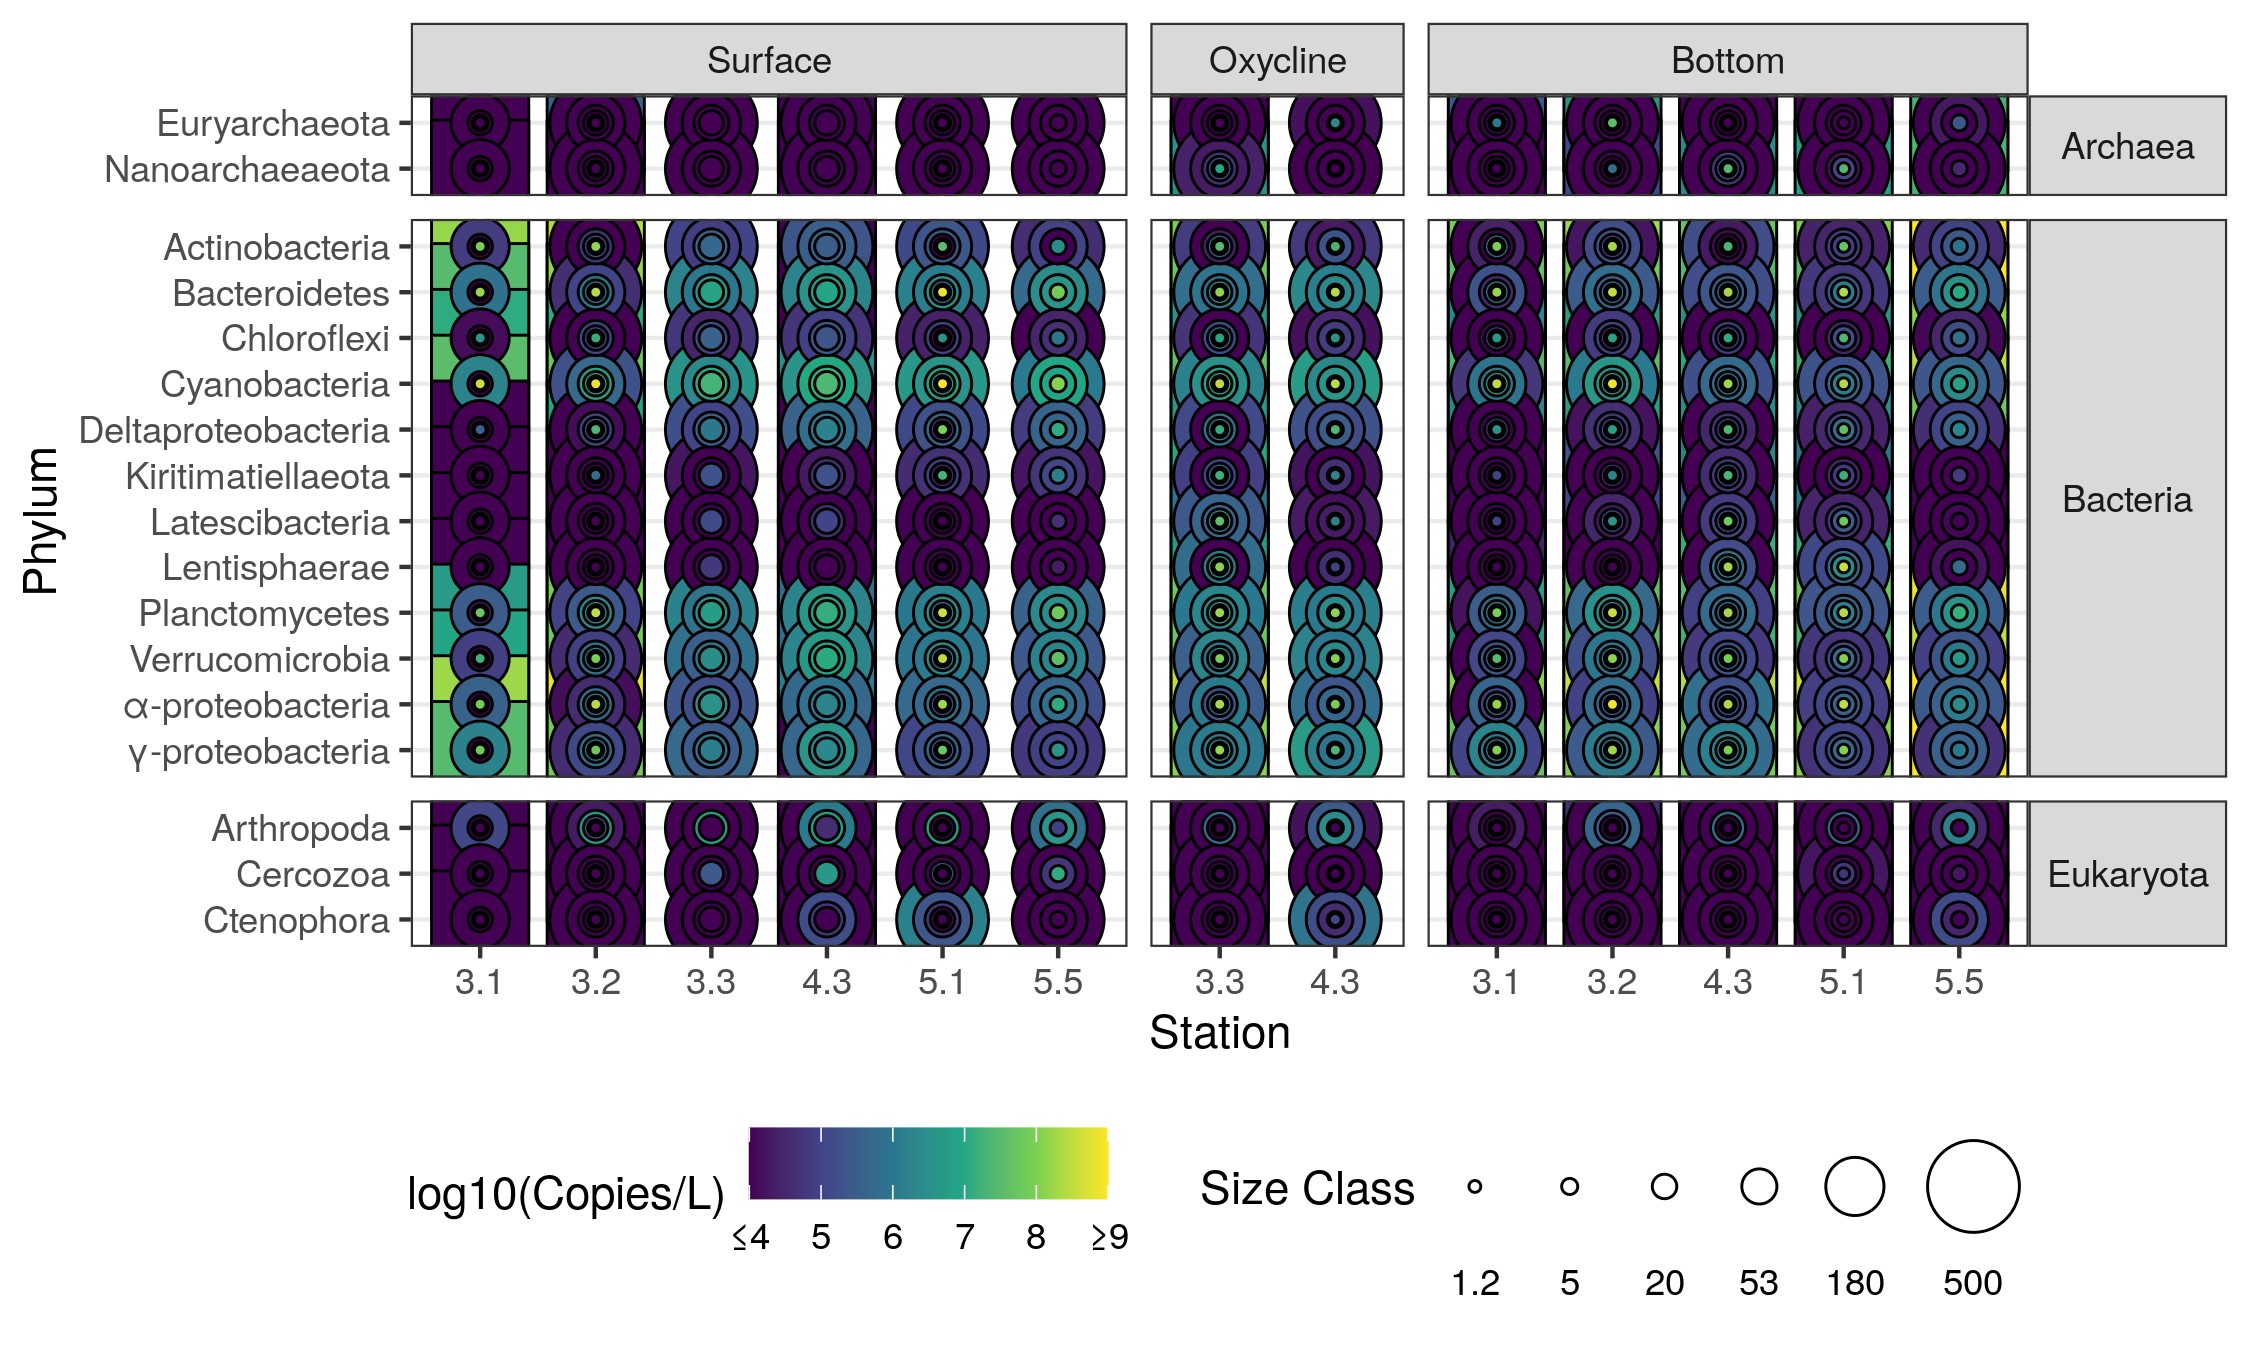 Surface Oxycline Bottom
Euryarchaeota
Nanoarchaeaeota
Archaea
Actinobacteria
Bacteroidetes
Chloroflexi
Cyanobacteria
Deltaproteobacteria
Kiritimatiellaeota
Latescibacteria
Lentisphaerae
Planctomycetes
Verrucomicrobia
α-proteobacteria
γ-proteobacteria
Bacteria
Arthropoda
Cercozoa
Ctenophora
Eukaryota
Phylum
3.1 3.2 3.3 4.3 5.1 5.5 3.3 4.3 3.1 3.2 4.3 5.1 5.5
Station
log10(Copies/L)
≤4 5 6 7 8 ≥9
Size Class
1.2 5 20 53 180 500